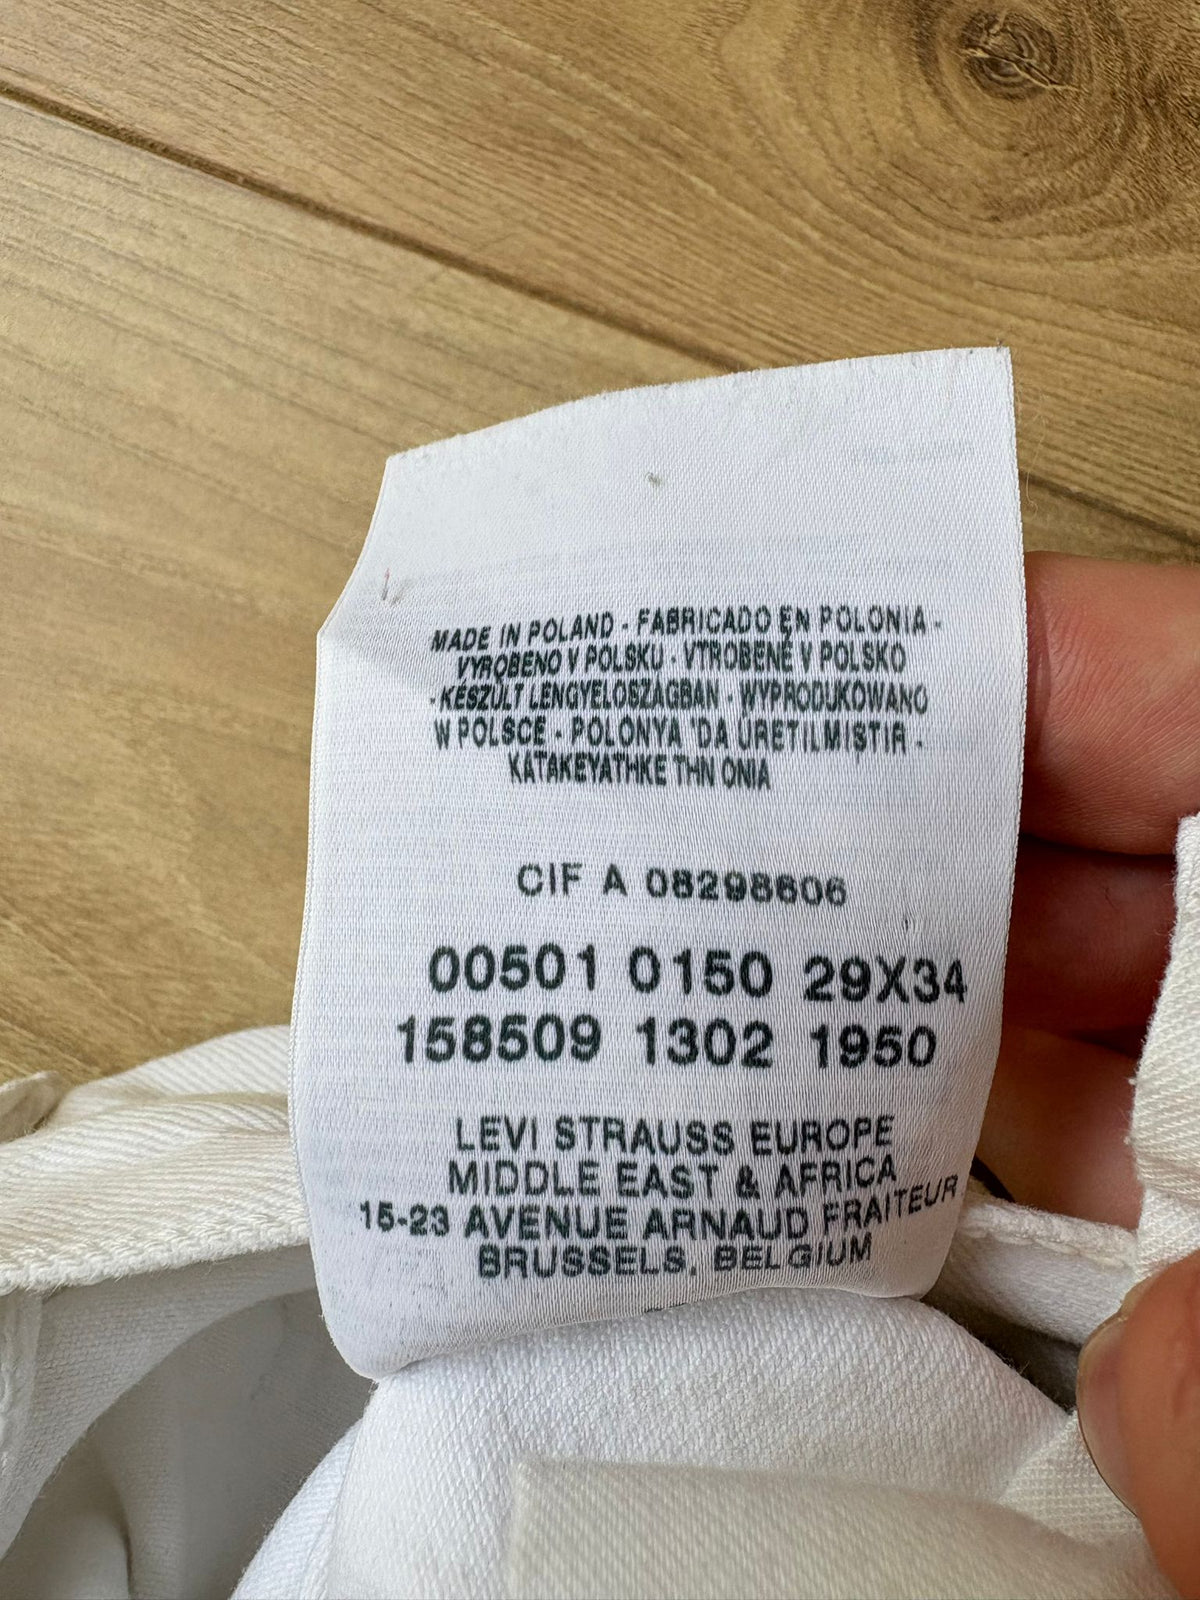 MADE IN POLAND - FABRICADO EN POLONIA -
VYROBENO V POLSKU - VTROBENÉ V POLSKO
- KÉSZÜLT LENGYELOSZAGBAN - WYPRODUKOWANO
W POLSCE - POLONYA 'DA ÜRETILMISTIR -
KATAKEYATHKE THN ONIA
CIF A 08298606
00501 0150 29X34
158509 1302 1950
LEVI STRAUSS EUROPE
MIDDLE EAST & AFRICA
15-23 AVENUE ARNAUD FRAITEUR
BRUSSELS, BELGIUM